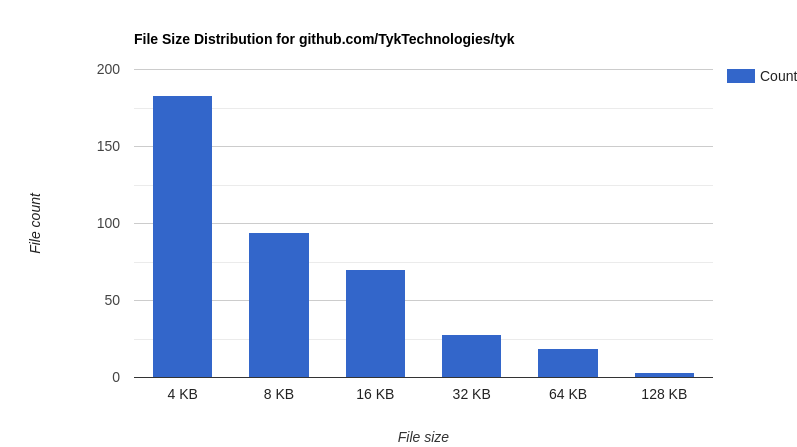 File Size Distribution for github.com/TykTechnologies/tyk
200
150
100
50
0
File count
4 KB
8 KB
16 KB
32 KB
64 KB
128 KB
File size
Count